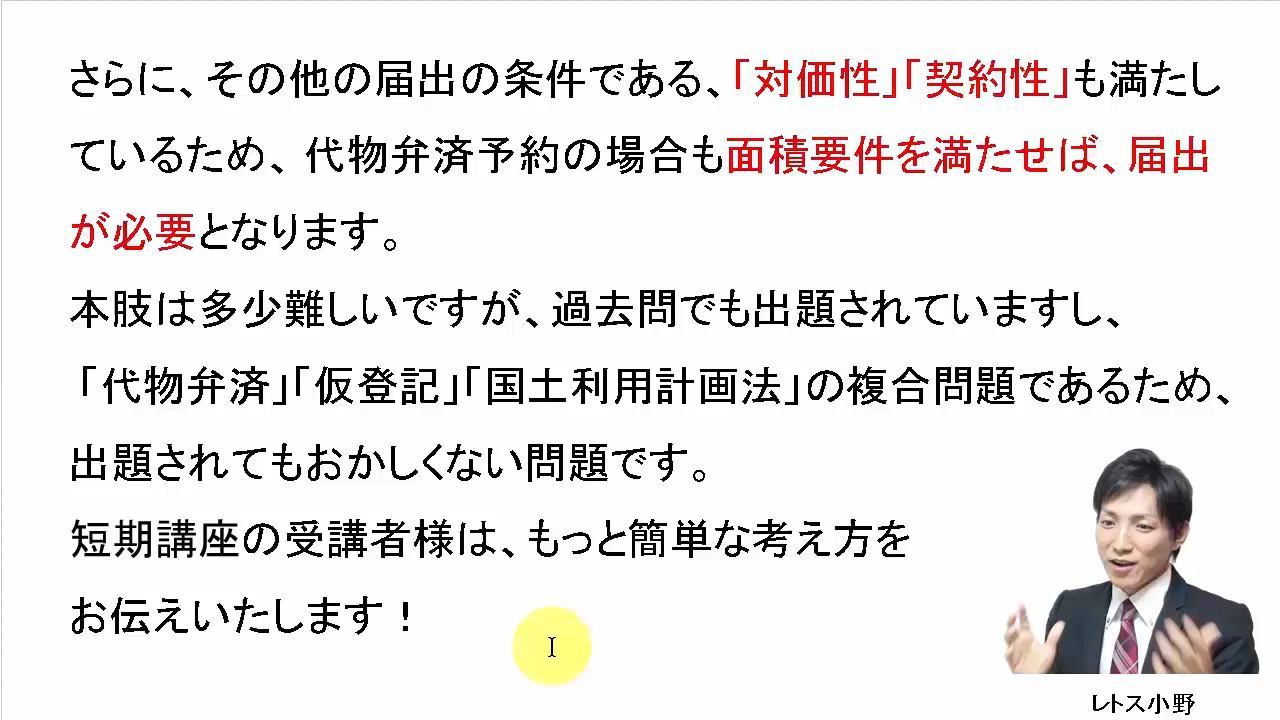 さらに、その他の届出の条件である、「対価性」「契約性」も満たし
ているため、代物弁済予約の場合も面積要件を満たせば、届出
が必要となります。
本肢は多少難しいですが、過去問でも出題されていますし、
「代物弁済」「仮登記」「国土利用計画法」の複合問題であるため、
出題されてもおかしくない問題です。
短期講座の受講者様は、もっと簡単な考え方を
お伝えいたします！
レトス小野